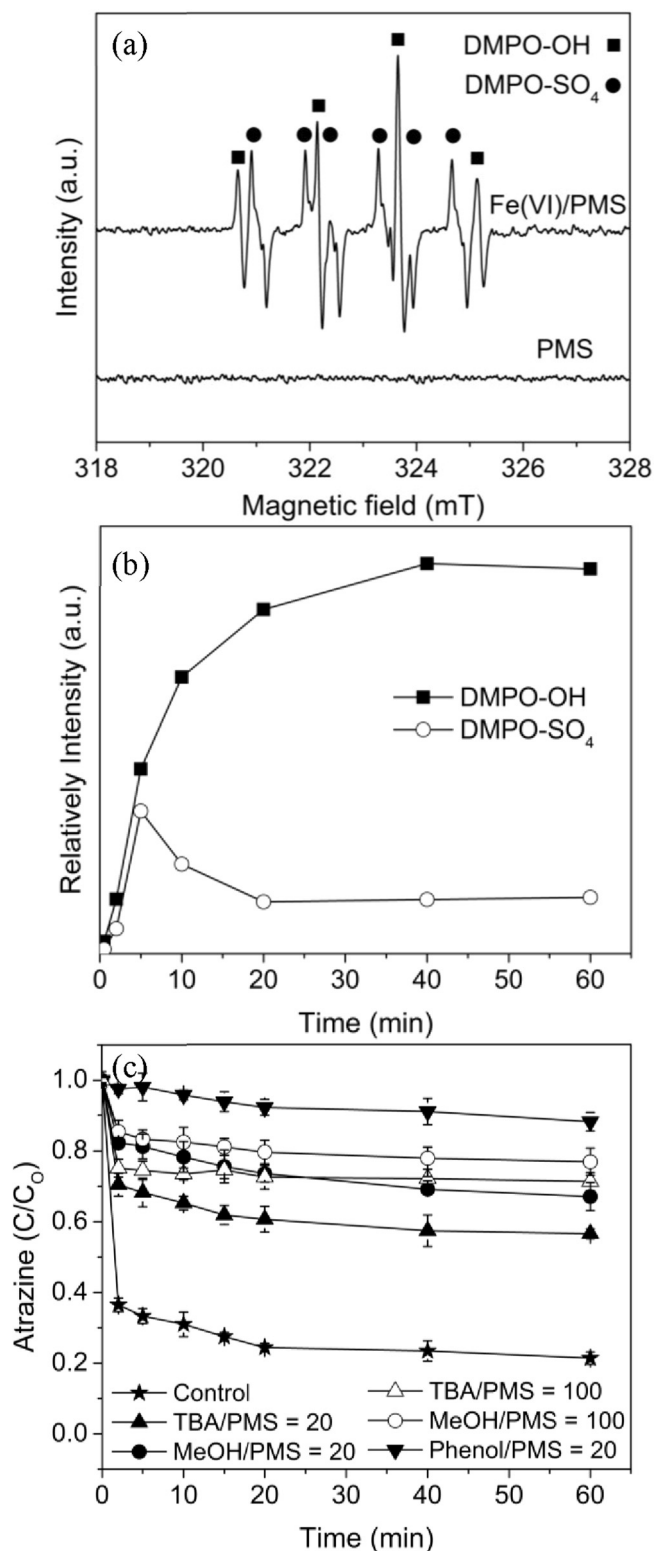 (a)
DMPO-OH ■
DMPO-SO₄ ●
Fe(VI)/PMS
PMS
Intensity (a.u.)
318 320 322 324 326 328
Magnetic field (mT)
(b)
DMPO-OH
DMPO-SO₄
Relatively Intensity (a.u.)
0 10 20 30 40 50 60
Time (min)
(c)
1.0
0.8
0.6
0.4
0.2
0.0
Atrazine (C/C₀)
Control
TBA/PMS = 20
MeOH/PMS = 20
TBA/PMS = 100
MeOH/PMS = 100
Phenol/PMS = 20
0 10 20 30 40 50 60
Time (min)